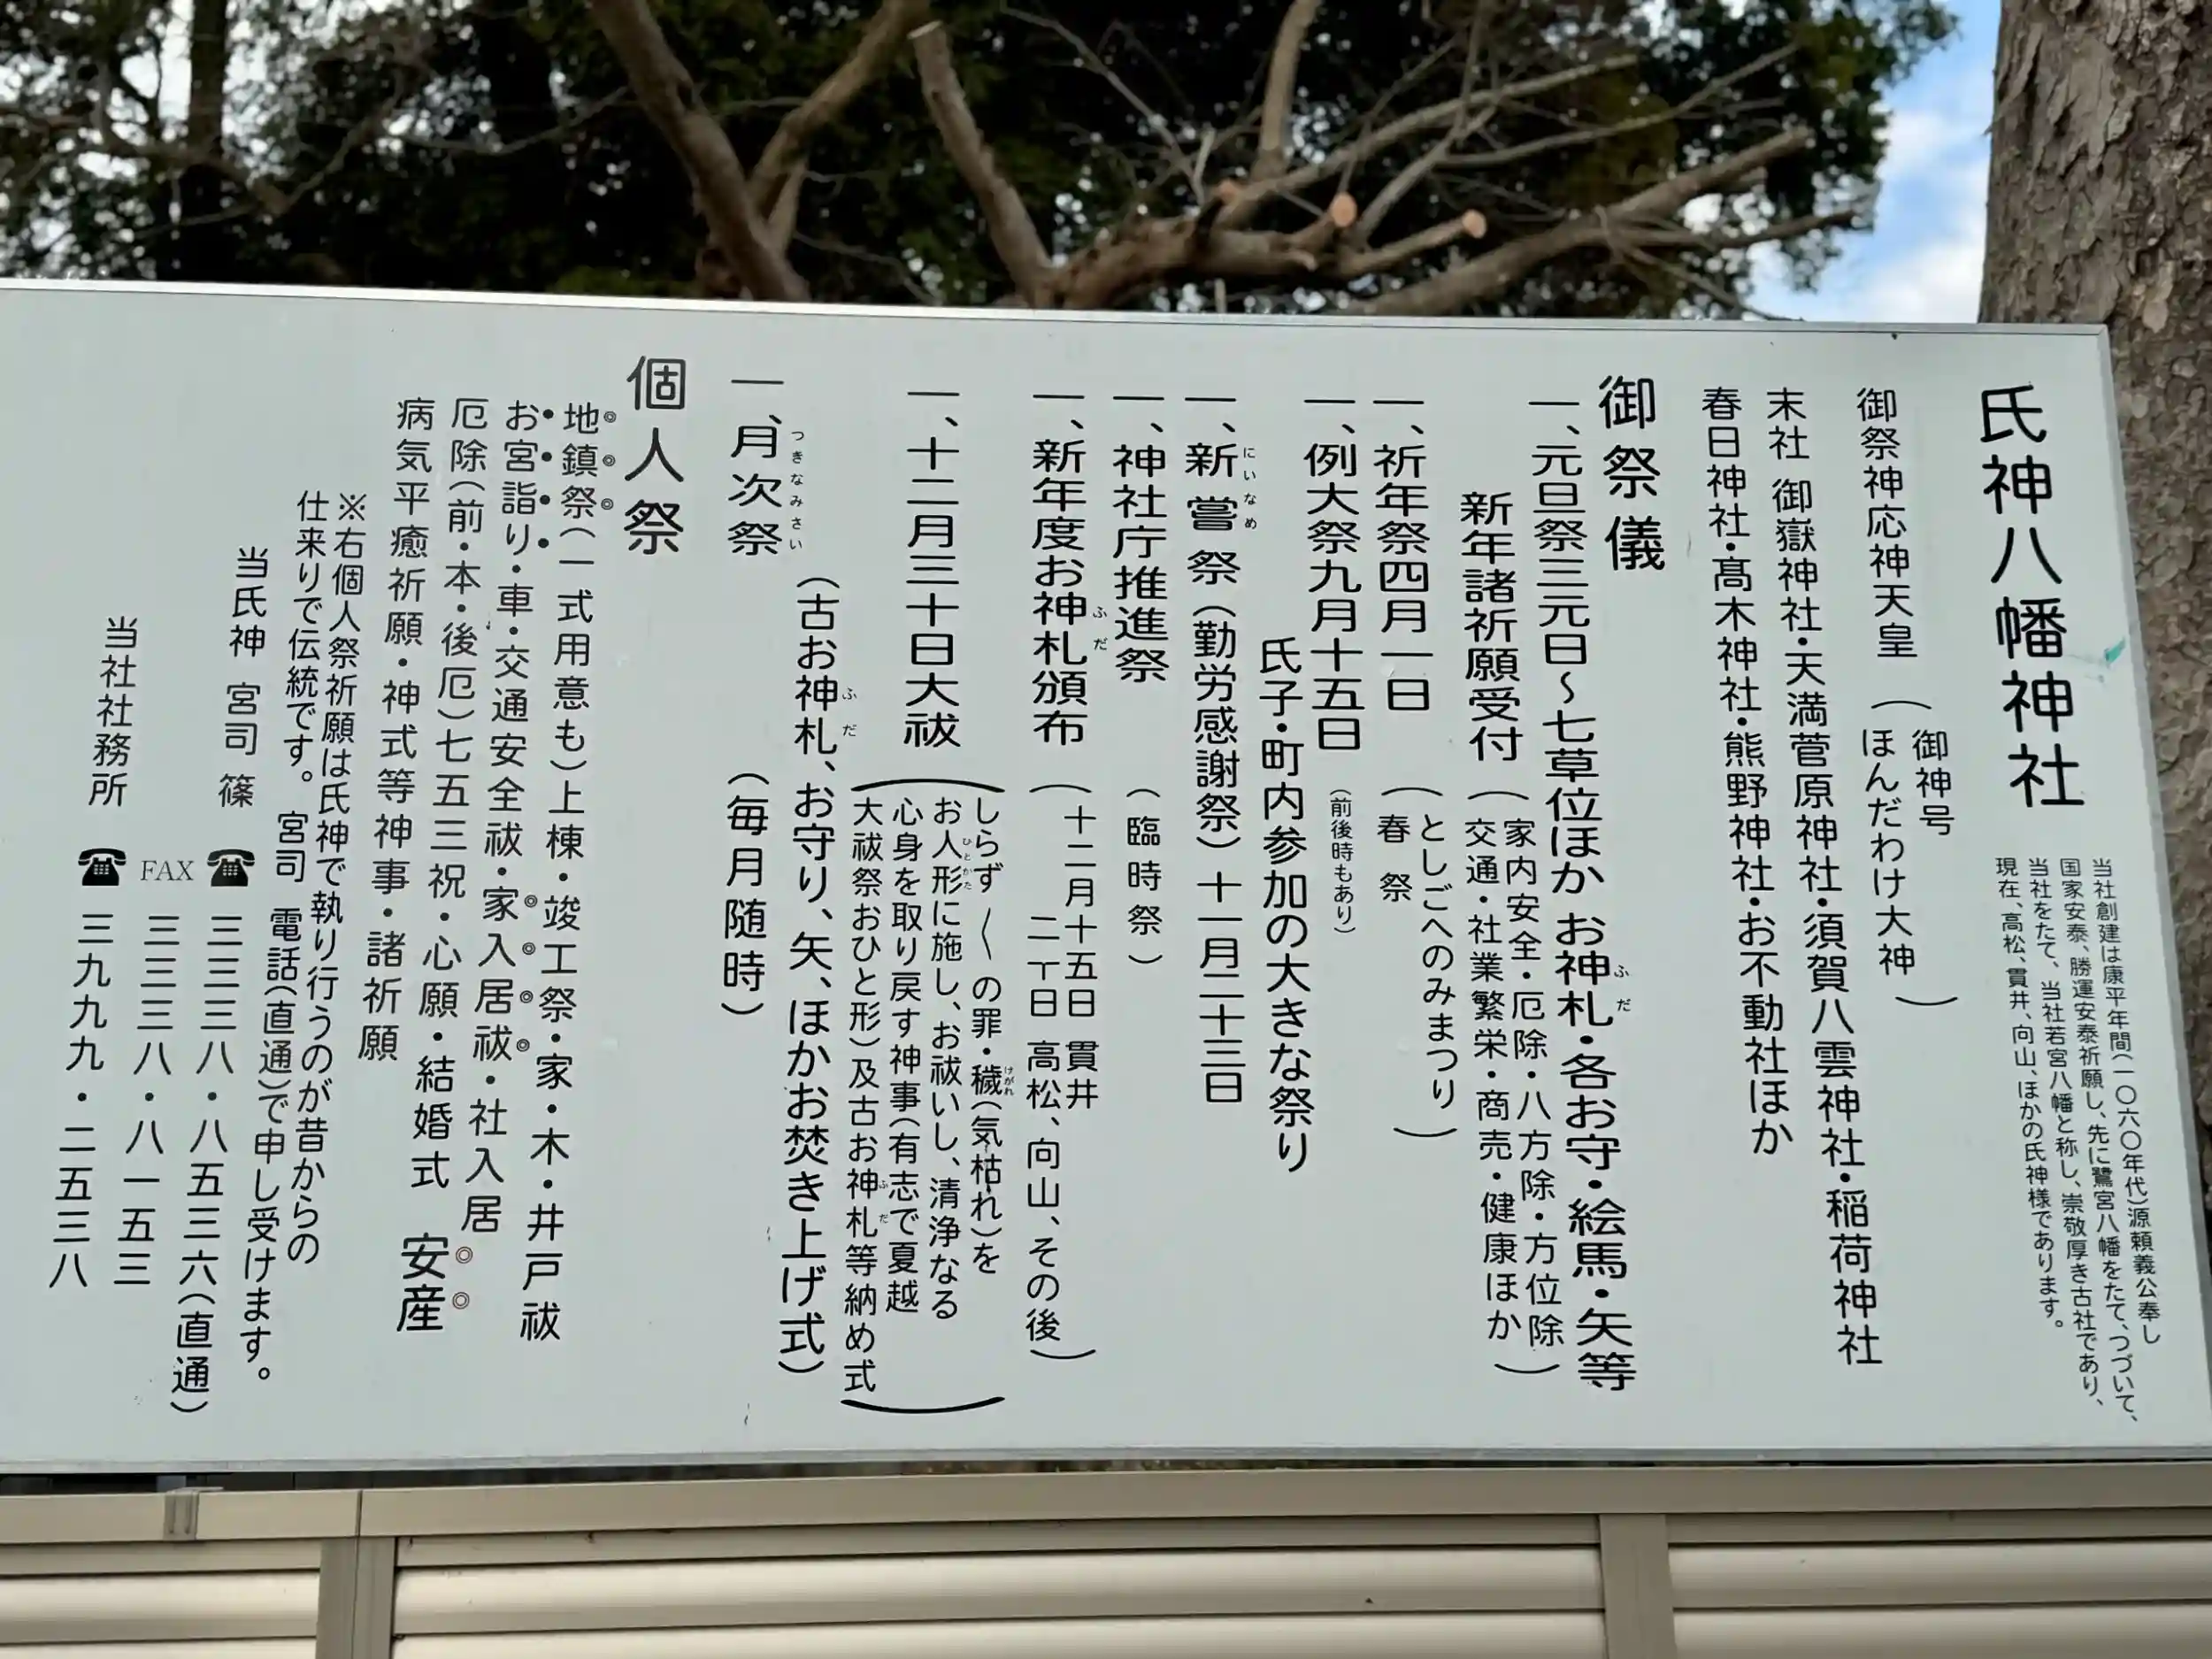 氏神八幡神社
当社創建は康平年間(一〇六〇年代)源頼義公奉し
国家安泰、勝運安泰祈願し、先に鷺宮八幡をたて、つづいて、
当社をたて、当社若宮八幡と称し、崇敬厚き古社であり、
現在、高松、貫井、向山、ほかの氏神様であります。
御祭神応神天皇
(御神号
ほんだわけ大神)
末社 御嶽神社・天満菅原神社・須賀八雲神社・稲荷神社
春日神社・髙木神社・熊野神社・お不動社ほか
御祭儀
一、元旦祭三元日~七草位ほか お神札・各お守・絵馬・矢等
ふだ
新年諸祈願受付
(家内安全・厄除・八方除・方位除
交通・社業繁栄・商売・健康ほか)
一、祈年祭四月一日
(としごへのみまつり)
春祭
一、例大祭九月十五日
(前後時もあり)
氏子・町内参加の大きな祭り
一、新嘗祭(勤労感謝祭)十一月二十三日
にいなめ
一、神社庁推進祭
(臨時祭)
一、新年度お神札頒布
ふだ
(十二月十五日 貫井
二十日 高松、向山、その後)
一、十二月三十日大祓
(しらず〱の罪・穢(気枯れ)を
けがれ
お人形に施し、お祓いし、清浄なる
ひとかた
心身を取り戻す神事(有志で夏越
大祓祭おひと形)及古お神札等納め式)
ふだ
(古お神札、お守り、矢、ほかお焚き上げ式)
ふだ
一、月次祭
つきなみさい
(毎月随時)
個人祭
地鎮祭(一式用意も)上棟・竣工祭・家・木・井戸祓
お宮詣り・車・交通安全祓・家入居祓・社入居
厄除(前・本・後厄)七五三祝・心願・結婚式 安産
病気平癒祈願・神式等神事・諸祈願
※右個人祭祈願は氏神で執り行うのが昔からの
仕来りで伝統です。宮司 電話(直通)で申し受けます。
当氏神 宮司 篠 ☎ 三三三八・八五三六(直通)
FAX 三三三八・八一五三
当社社務所 ☎ 三九九九・二五三八